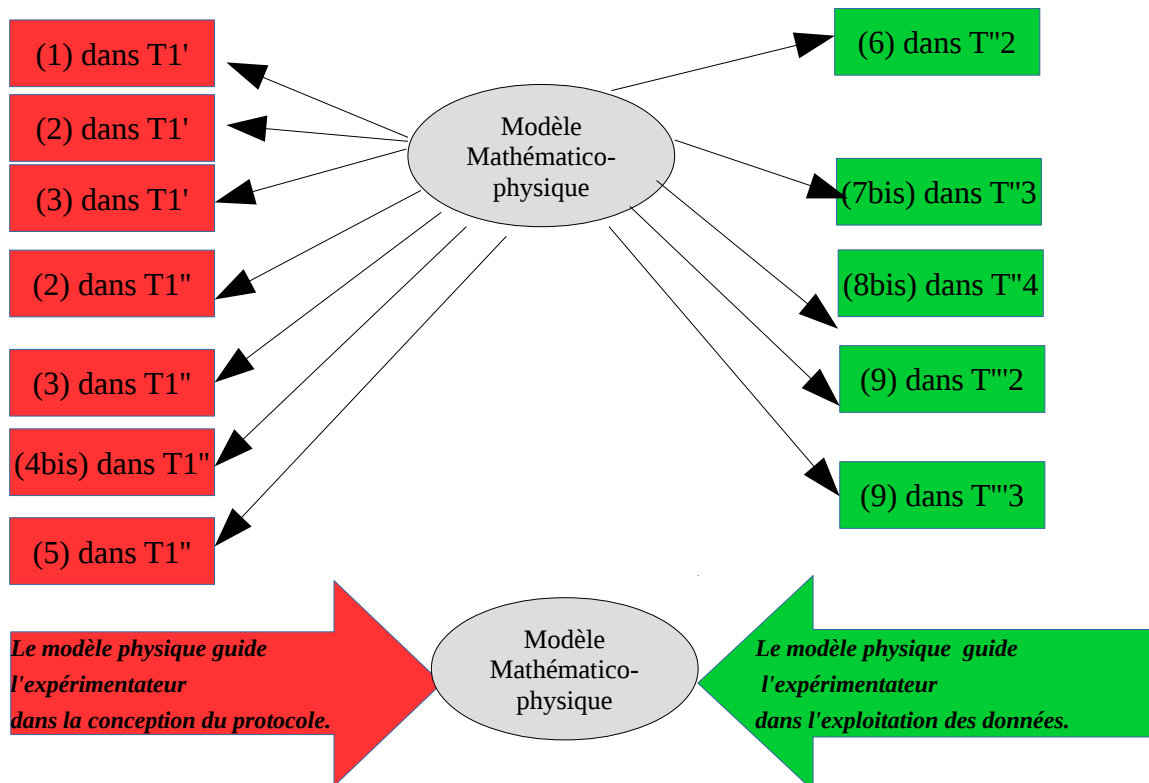 (1) dans T1'
(2) dans T1'
(3) dans T1'
(2) dans T1"
(3) dans T1"
(4bis) dans T1"
(5) dans T1"
Modèle
Mathématico-
physique
(6) dans T"2
(7bis) dans T"3
(8bis) dans T"4
(9) dans T'"2
(9) dans T'"3
Le modèle physique guide
l'expérimentateur
dans la conception du protocole.
Modèle
Mathématico-
physique
Le modèle physique guide
l'expérimentateur
dans l'exploitation des données.